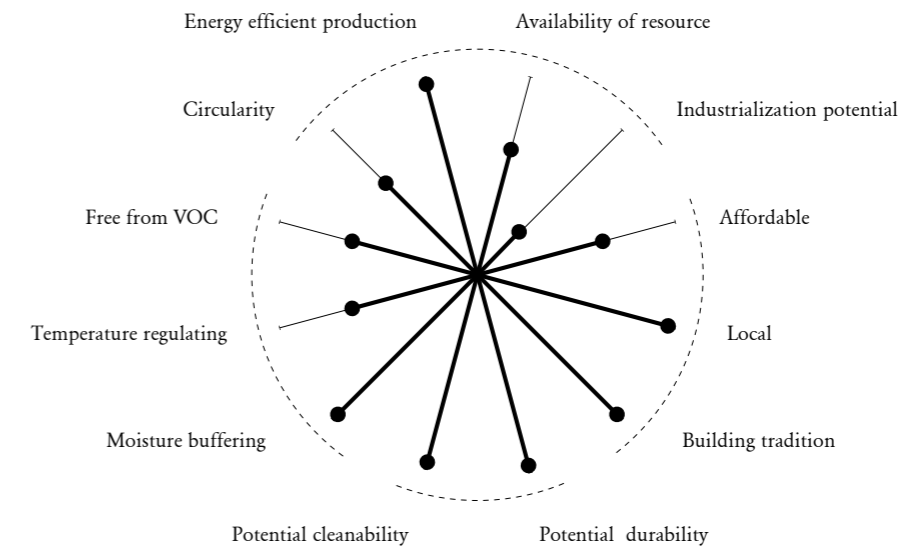 Energy efficient production
Availability of resource
Circularity
Industrialization potential
Free from VOC
Affordable
Temperature regulating
Local
Moisture buffering
Building tradition
Potential cleanability
Potential  durability